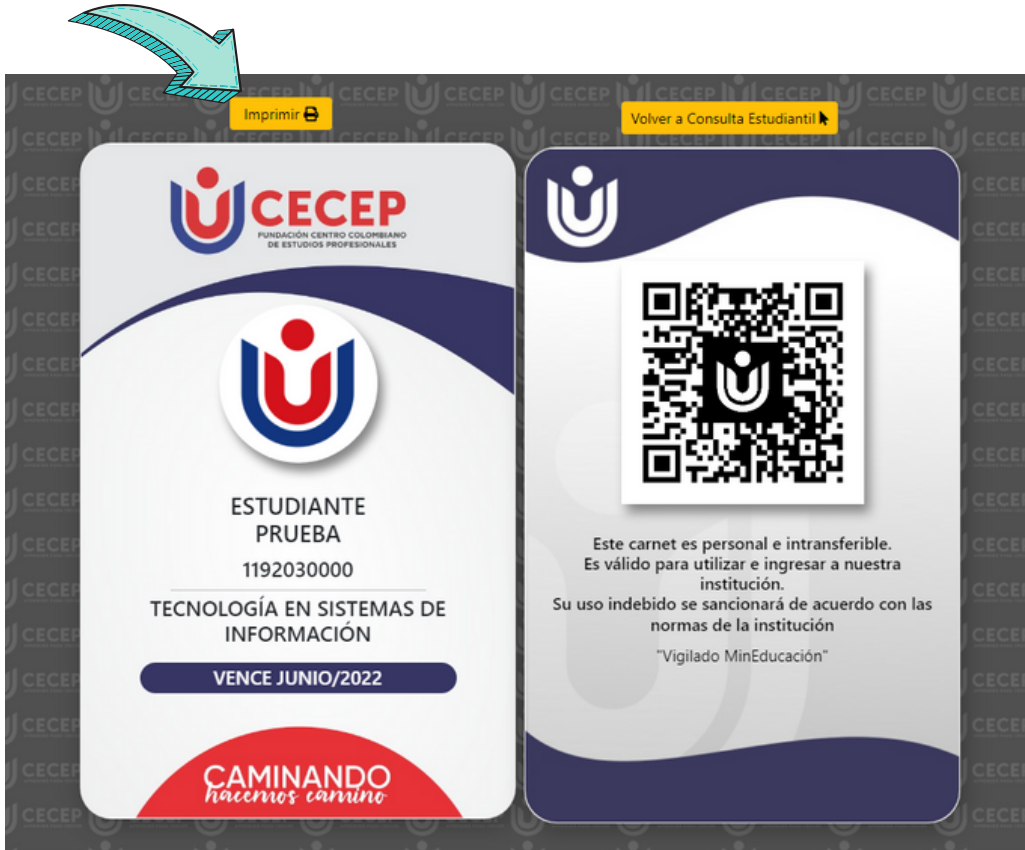 Imprimir
Volver a Consulta Estudiantil
CECEP
FUNDACIÓN CENTRO COLOMBIANO
DE ESTUDIOS PROFESIONALES
ESTUDIANTE
PRUEBA
1192030000
TECNOLOGÍA EN SISTEMAS DE
INFORMACIÓN
VENCE JUNIO/2022
CAMINANDO
hacemos camino
Este carnet es personal e intransferible.
Es válido para utilizar e ingresar a nuestra
institución.
Su uso indebido se sancionará de acuerdo con las
normas de la institución
"Vigilado MinEducación"